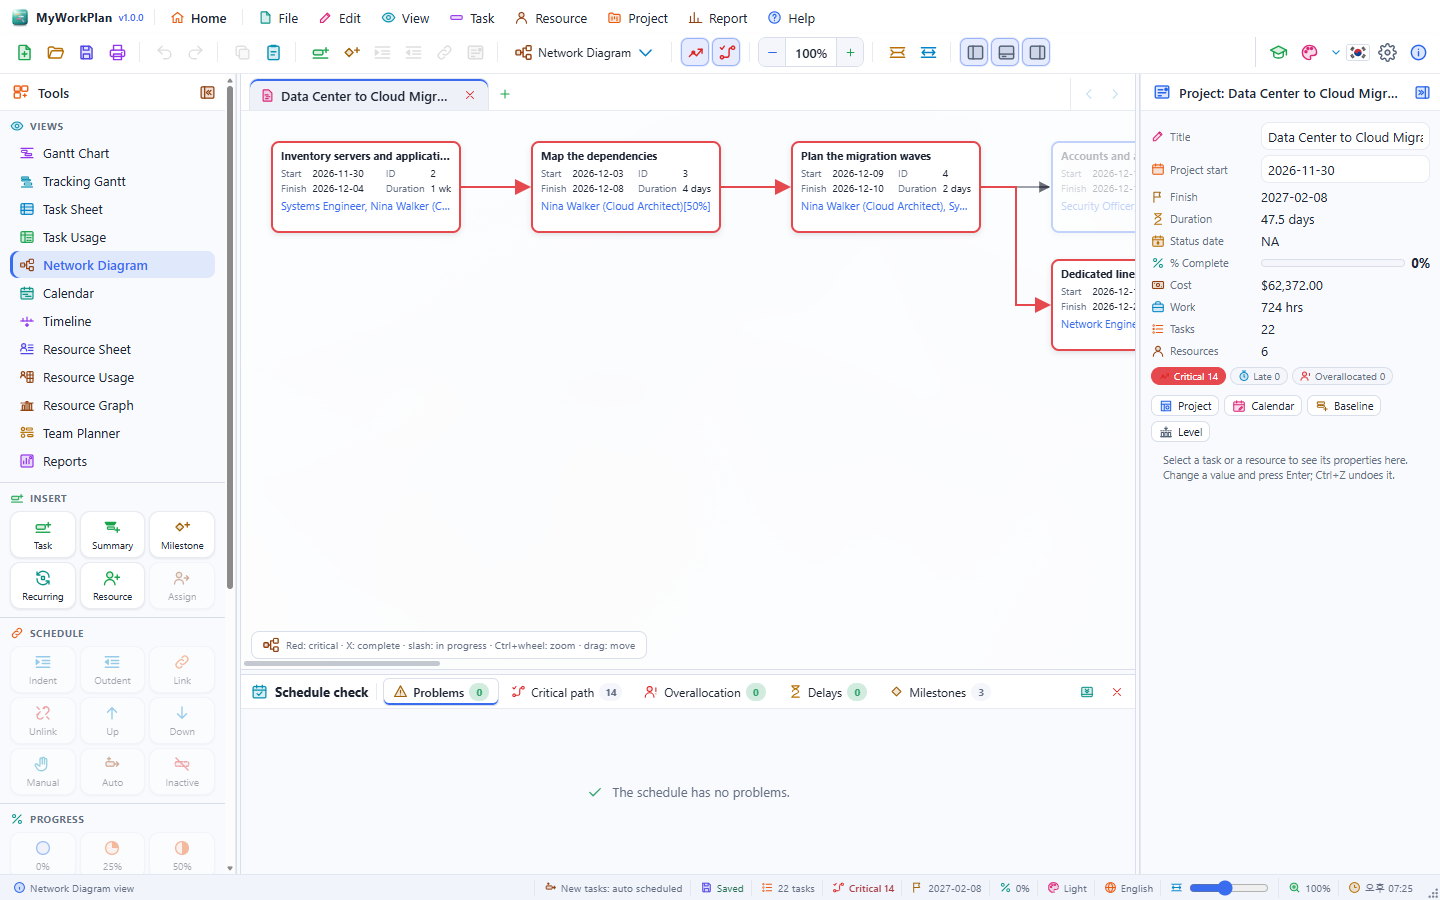 MyWorkPlan v1.0.0
Home
File
Edit
View
Task
Resource
Project
Report
Help
Network Diagram
100%
Tools
VIEWS
Gantt Chart
Tracking Gantt
Task Sheet
Task Usage
Network Diagram
Calendar
Timeline
Resource Sheet
Resource Usage
Resource Graph
Team Planner
Reports
INSERT
Task
Summary
Milestone
Recurring
Resource
Assign
SCHEDULE
Indent
Outdent
Link
Unlink
Up
Down
Manual
Auto
Inactive
PROGRESS
0%
25%
50%
Data Center to Cloud Migr...
Inventory servers and applicati...
Start 2026-11-30 ID 2
Finish 2026-12-04 Duration 1 wk
Systems Engineer, Nina Walker (C...
Map the dependencies
Start 2026-12-03 ID 3
Finish 2026-12-08 Duration 4 days
Nina Walker (Cloud Architect)[50%]
Plan the migration waves
Start 2026-12-09 ID 4
Finish 2026-12-10 Duration 2 days
Nina Walker (Cloud Architect), Sy...
Accounts and
Start 2026-12-1
Finish 2026-12-1
Security Officer
Dedicated line
Start 2026-12-1
Finish 2026-12-2
Network Engine
Red: critical · X: complete · slash: in progress · Ctrl+wheel: zoom · drag: move
Schedule check
Problems 0
Critical path 14
Overallocation 0
Delays 0
Milestones 3
The schedule has no problems.
Project: Data Center to Cloud Migr...
Title Data Center to Cloud Migra
Project start 2026-11-30
Finish 2027-02-08
Duration 47.5 days
Status date NA
% Complete 0%
Cost $62,372.00
Work 724 hrs
Tasks 22
Resources 6
Critical 14
Late 0
Overallocated 0
Project
Calendar
Baseline
Level
Select a task or a resource to see its properties here.
Change a value and press Enter; Ctrl+Z undoes it.
Network Diagram view
New tasks: auto scheduled
Saved
22 tasks
Critical 14
2027-02-08
0%
Light
English
100%
오후 07:25